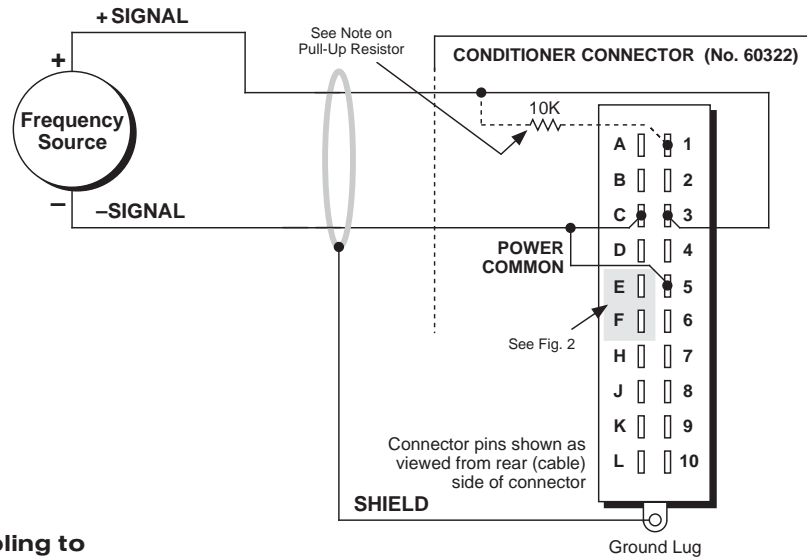 +SIGNAL
See Note on
Pull-Up Resistor
CONDITIONER CONNECTOR (No. 60322)
+
10K
Frequency
Source
A 1
B 2
–
–SIGNAL
C 3
POWER
COMMON
D 4
E 5
F 6
See Fig. 2
H 7
J 8
K 9
Connector pins shown as
viewed from rear (cable)
side of connector
L 10
SHIELD
Ground Lug
pling to